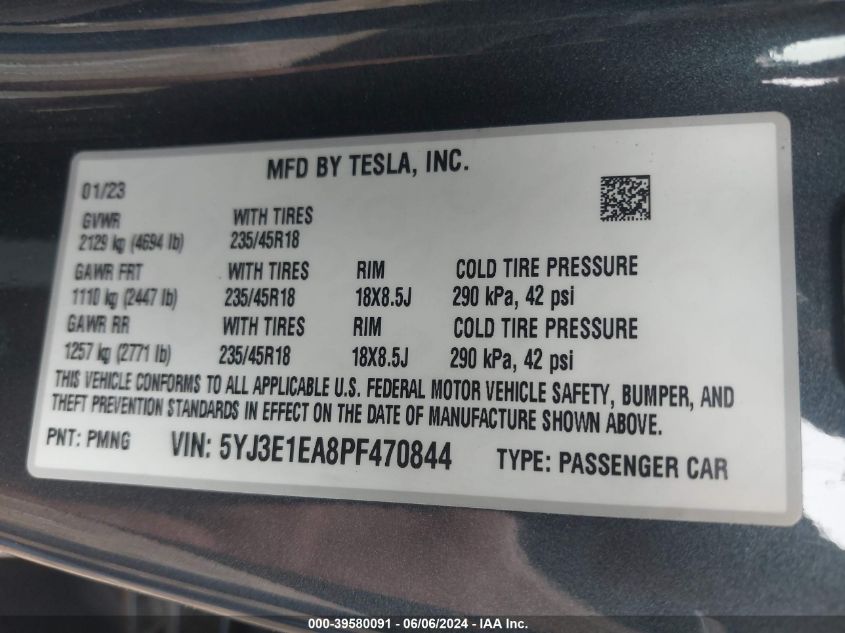 MFD BY TESLA, INC.
01/23
GVWR WITH TIRES
2129 kg (4694 lb) 235/45R18
GAWR FRT WITH TIRES RIM COLD TIRE PRESSURE
1110 kg (2447 lb) 235/45R18 18X8.5J 290 kPa, 42 psi
GAWR RR WITH TIRES RIM COLD TIRE PRESSURE
1257 kg (2771 lb) 235/45R18 18X8.5J 290 kPa, 42 psi
THIS VEHICLE CONFORMS TO ALL APPLICABLE U.S. FEDERAL MOTOR VEHICLE SAFETY, BUMPER, AND
THEFT PREVENTION STANDARDS IN EFFECT ON THE DATE OF MANUFACTURE SHOWN ABOVE.
PNT: PMNG VIN: 5YJ3E1EA8PF470844 TYPE: PASSENGER CAR
000-39580091 - 06/06/2024 - IAA Inc.